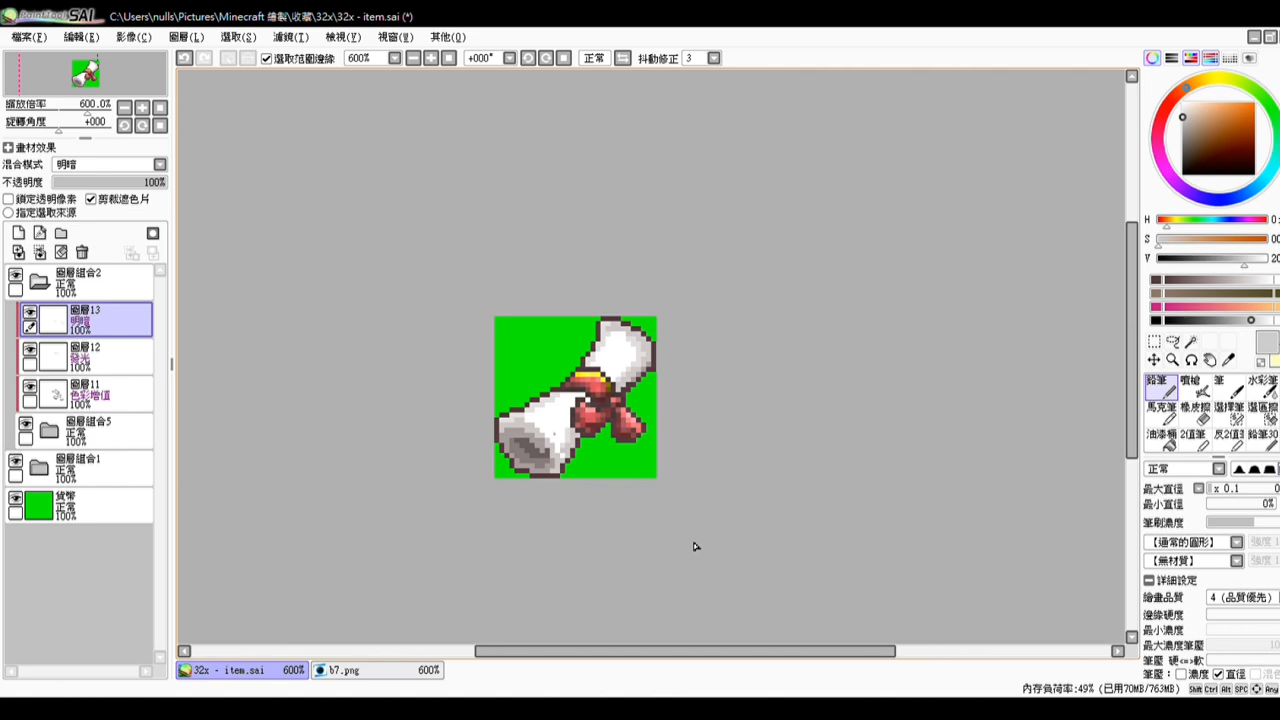 PaintTool SAI C:\Users\nulls\Pictures\Minecraft 繪製\收藏\32x\32x - item.sai (*)
檔案(F) 編輯(E) 影像(C) 圖層(L) 選取(S) 濾鏡(T) 檢視(V) 視窗(W) 其他(O)
選取范圍邊緣 600% +000° 正常 抖動修正 3
縮放倍率 600.0%
旋转角度 +000
畫材效果
混合模式 明暗
不透明度 100%
鎖定透明像素 剪裁遮色片
指定選取來源
圖層組合2
正常
100%
圖層13
明暗
100%
圖層12
發光
100%
圖層11
色彩增值
100%
圖層組合5
正常
100%
圖層組合1
正常
100%
貨幣
正常
100%
H
S
V
鉛筆 噴槍 筆 水彩筆
馬克筆 橡皮擦 選擇筆 選區擦
油漆桶 2值筆 鉛筆30
正常
最大直徑 x 0.1
最小直徑 0%
筆刷濃度
【通常的圓形】 強度
【無材質】 強度
詳細設定
繪畫品質 4 (品質優先)
邊緣硬度
最小濃度
最大濃度筆壓
筆壓 硬<=>軟
筆壓： 濃度 直徑
32x - item.sai 600% b7.png 600%
內存負荷率:49% (已用70MB/763MB) Shift Ctrl Alt SPC Any